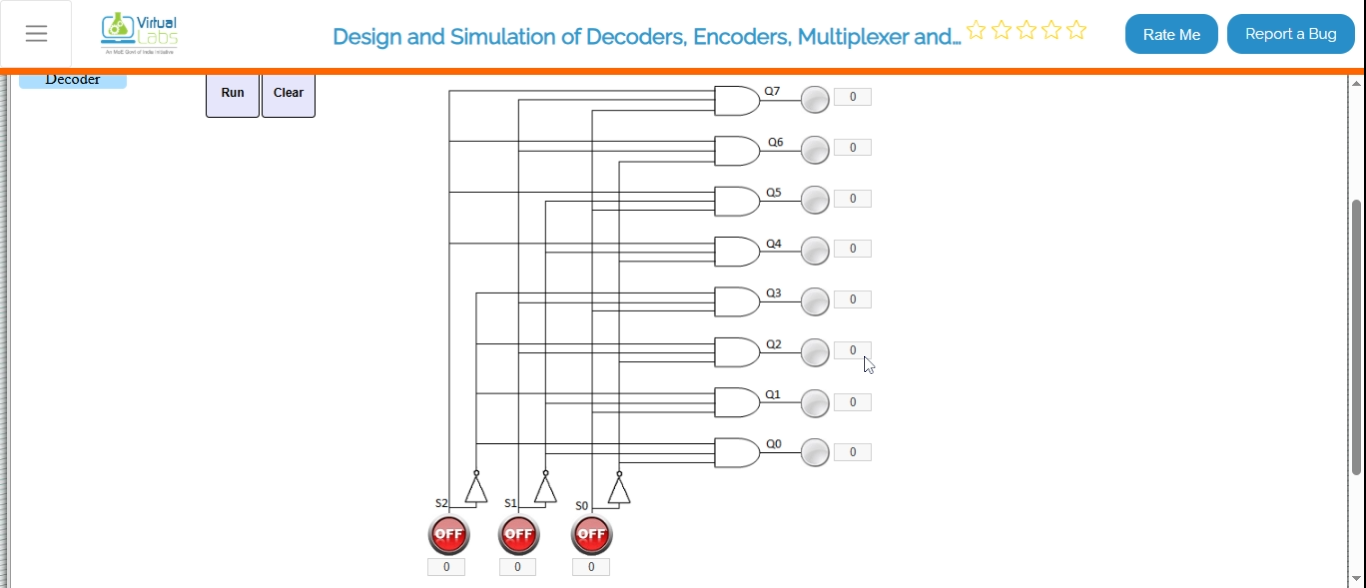 Virtual
Labs
An MoE Govt of India Initiative
Design and Simulation of Decoders, Encoders, Multiplexer and...
Rate Me
Report a Bug
Decoder
Run
Clear
Q7
0
Q6
0
Q5
0
Q4
0
Q3
0
Q2
0
Q1
0
Q0
0
S2
S1
S0
OFF
OFF
OFF
0
0
0